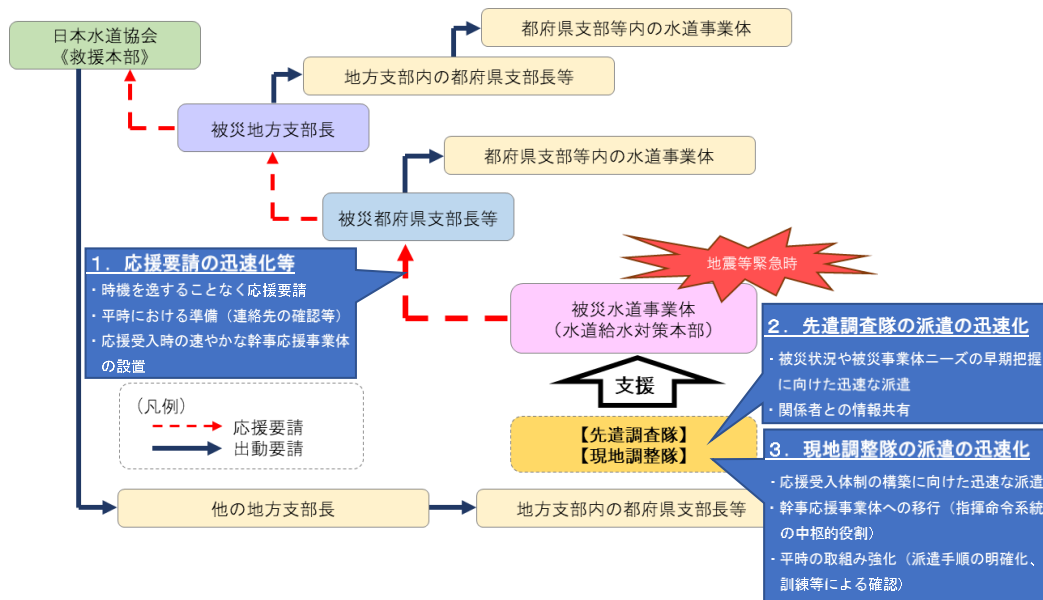 日本水道協会
《救援本部》
都府県支部等内の水道事業体
地方支部内の都府県支部長等
被災地方支部長
都府県支部等内の水道事業体
被災都府県支部長等
地震等緊急時
1．応援要請の迅速化等
・時機を逸することなく応援要請
・平時における準備（連絡先の確認等）
・応援受入時の速やかな幹事応援事業体
の設置
被災水道事業体
（水道給水対策本部）
2．先遣調査隊の派遣の迅速化
・被災状況や被災事業体ニーズの早期把握
に向けた迅速な派遣
・関係者との情報共有
支援
（凡例）
応援要請
出動要請
【先遣調査隊】
【現地調整隊】
3．現地調整隊の派遣の迅速化
・応援受入体制の構築に向けた迅速な派遣
・幹事応援事業体への移行（指揮命令系統
の中枢的役割）
・平時の取組み強化（派遣手順の明確化、
訓練等による確認）
他の地方支部長
地方支部内の都府県支部長等